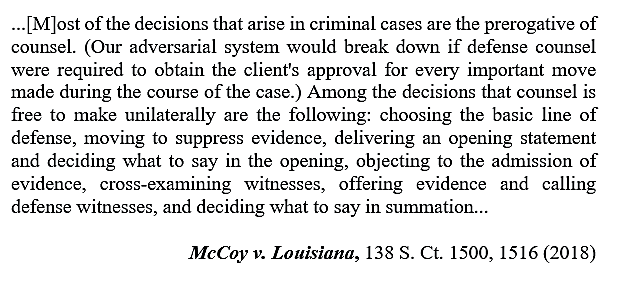 ...[M]ost of the decisions that arise in criminal cases are the prerogative of
counsel. (Our adversarial system would break down if defense counsel
were required to obtain the client's approval for every important move
made during the course of the case.) Among the decisions that counsel is
free to make unilaterally are the following: choosing the basic line of
defense, moving to suppress evidence, delivering an opening statement
and deciding what to say in the opening, objecting to the admission of
evidence, cross-examining witnesses, offering evidence and calling
defense witnesses, and deciding what to say in summation...
McCoy v. Louisiana, 138 S. Ct. 1500, 1516 (2018)